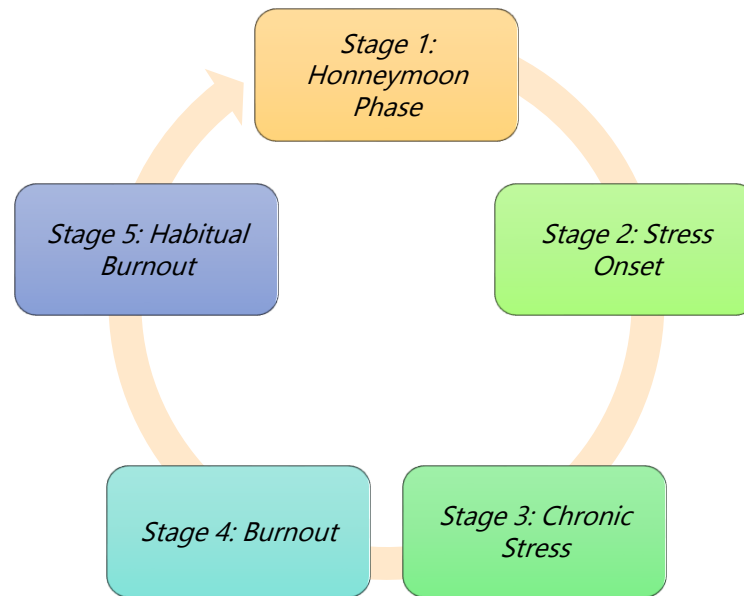 Stage 1:
Honneymoon
Phase
Stage 2: Stress
Onset
Stage 3: Chronic
Stress
Stage 4: Burnout
Stage 5: Habitual
Burnout